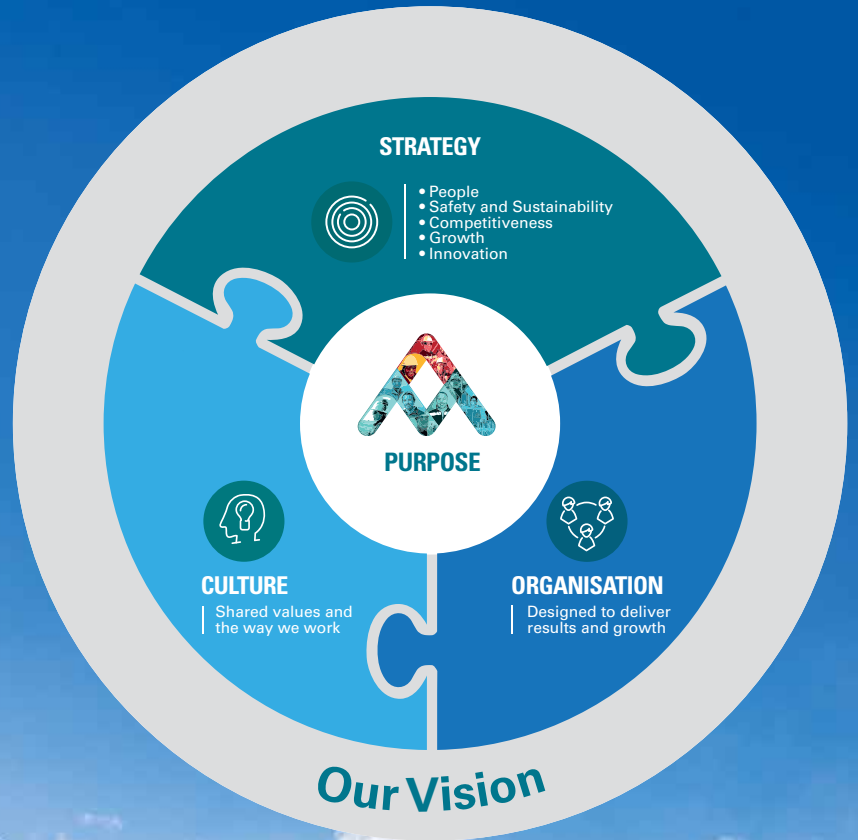 STRATEGY
• People
• Safety and Sustainability
• Competitiveness
• Growth
• Innovation
PURPOSE
CULTURE
Shared values and
the way we work
ORGANISATION
Designed to deliver
results and growth
Our Vision